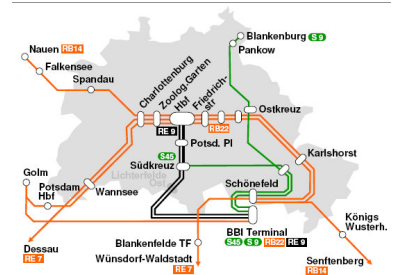 Blankenburg S 9
Pankow
Nauen RB14
Falkensee
Spandau
Charlottenburg
Zoolog.Garten
Hbf
Friedrich-
str
RE 9
RB22
Ostkreuz
Potsd. Pl
S45
Karlshorst
Südkreuz
Lichterfelde
Ost
Golm
Potsdam
Hbf
Wannsee
Schönefeld
Königs
Wusterh.
BBI Terminal
S45 S 9 RB22 RE 9
Dessau
RE 7
Blankenfelde TF
Wünsdorf-Waldstadt
RE 7
Senftenberg
RB14